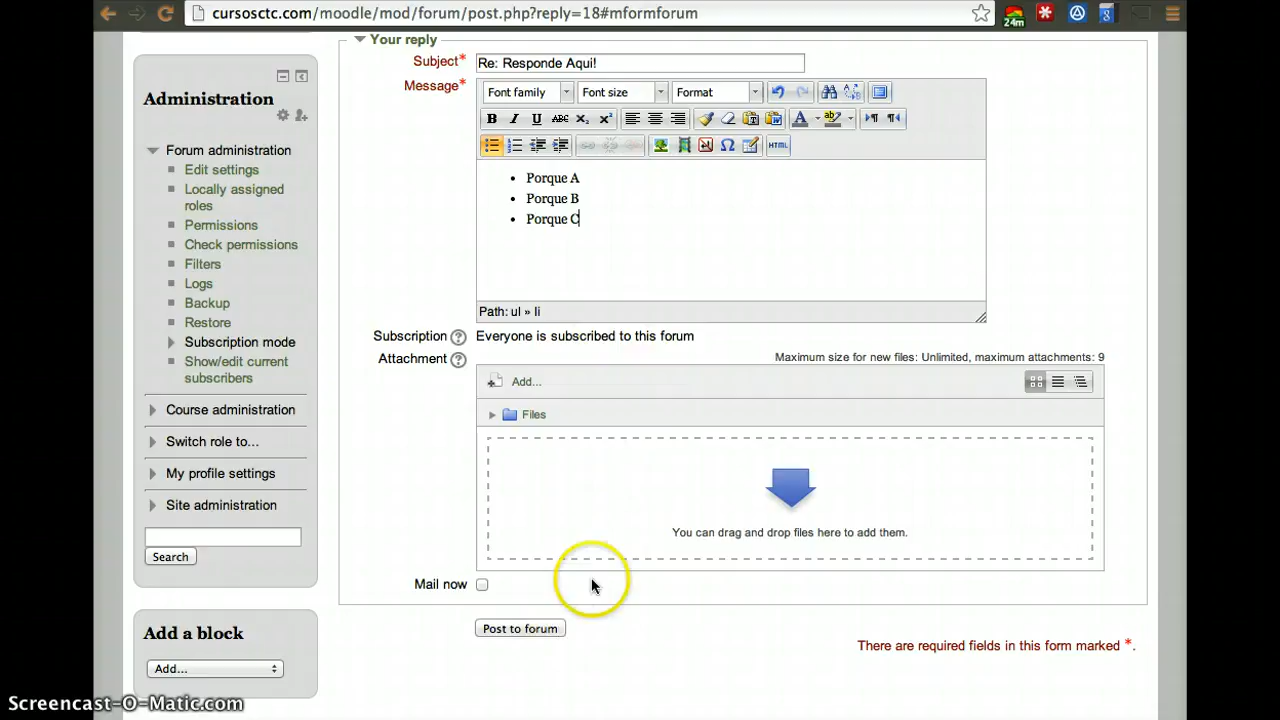 cursosctc.com/moodle/mod/forum/post.php?reply=18#mformforum
24m
Your reply
Subject*
Re: Responde Aqui!
Message*
Font family
Font size
Format
B I U ABC X₂ X²
HTML
• Porque A
• Porque B
• Porque C
Path: ul » li
Subscription
Everyone is subscribed to this forum
Attachment
Maximum size for new files: Unlimited, maximum attachments: 9
Add...
Files
You can drag and drop files here to add them.
Mail now
Post to forum
There are required fields in this form marked *.
Administration
Forum administration
Edit settings
Locally assigned
roles
Permissions
Check permissions
Filters
Logs
Backup
Restore
Subscription mode
Show/edit current
subscribers
Course administration
Switch role to...
My profile settings
Site administration
Search
Add a block
Add...
Screencast-O-Matic.com